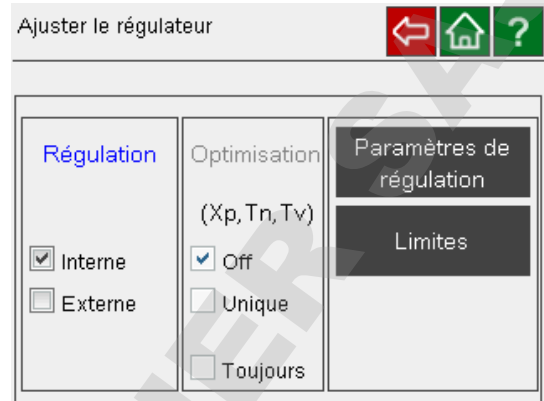 Ajuster le régulateur
?
Régulation
Interne
Externe
Optimisation
(Xp,Tn,Tv)
Off
Unique
Toujours
Paramètres de
régulation
Limites